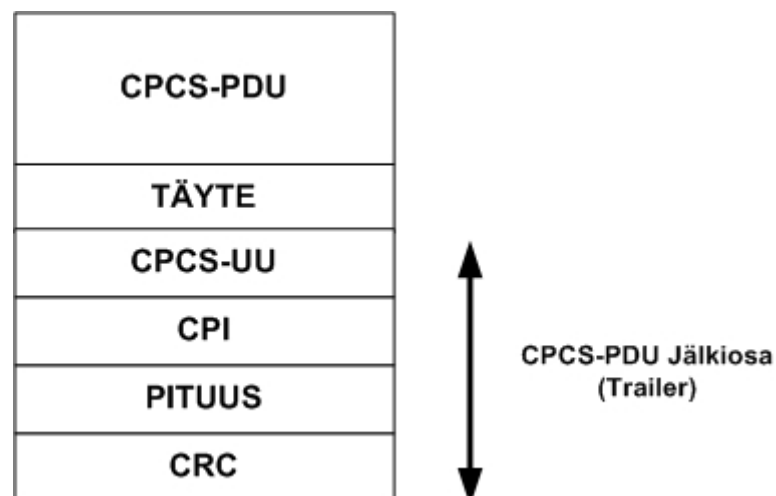 CPCS-PDU
TÄYTE
CPCS-UU
CPI
PITUUS
CRC
CPCS-PDU Jälkiosa
(Trailer)